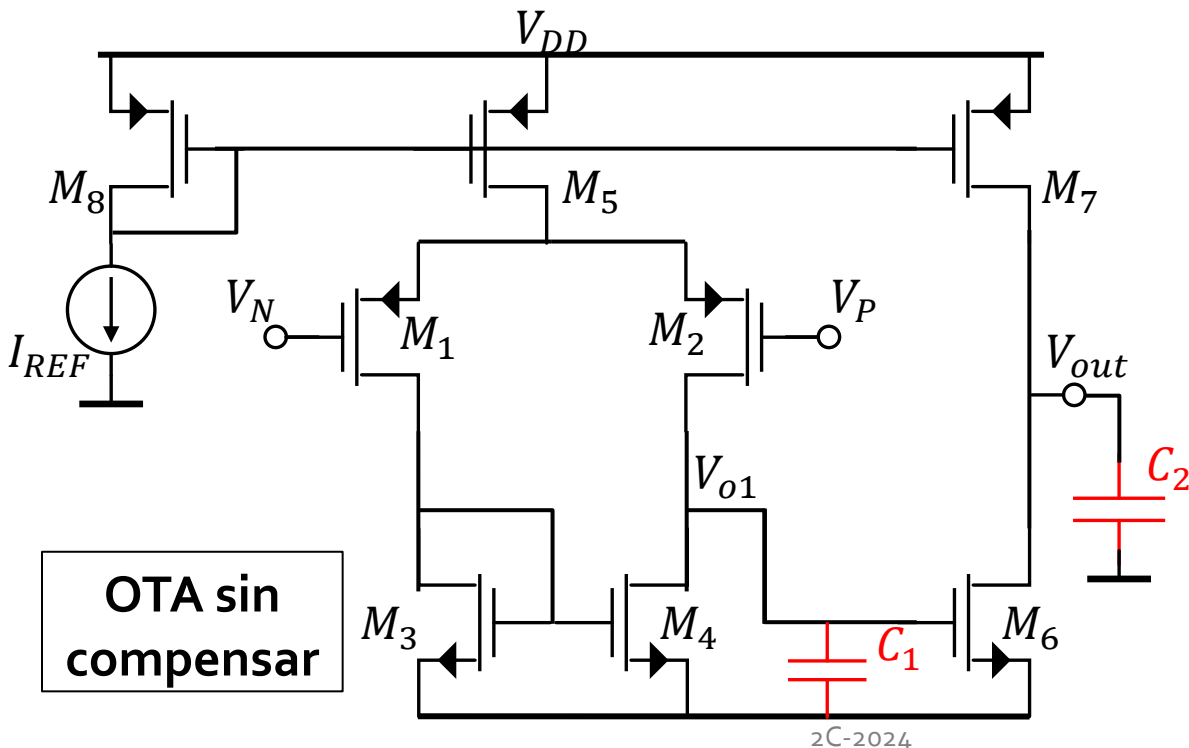 V_DD
M_8
M_5
M_7
V_N
M_1
M_2
V_P
I_REF
V_out
V_o1
C_2
OTA sin
compensar
M_3
M_4
C_1
M_6
2C-2024